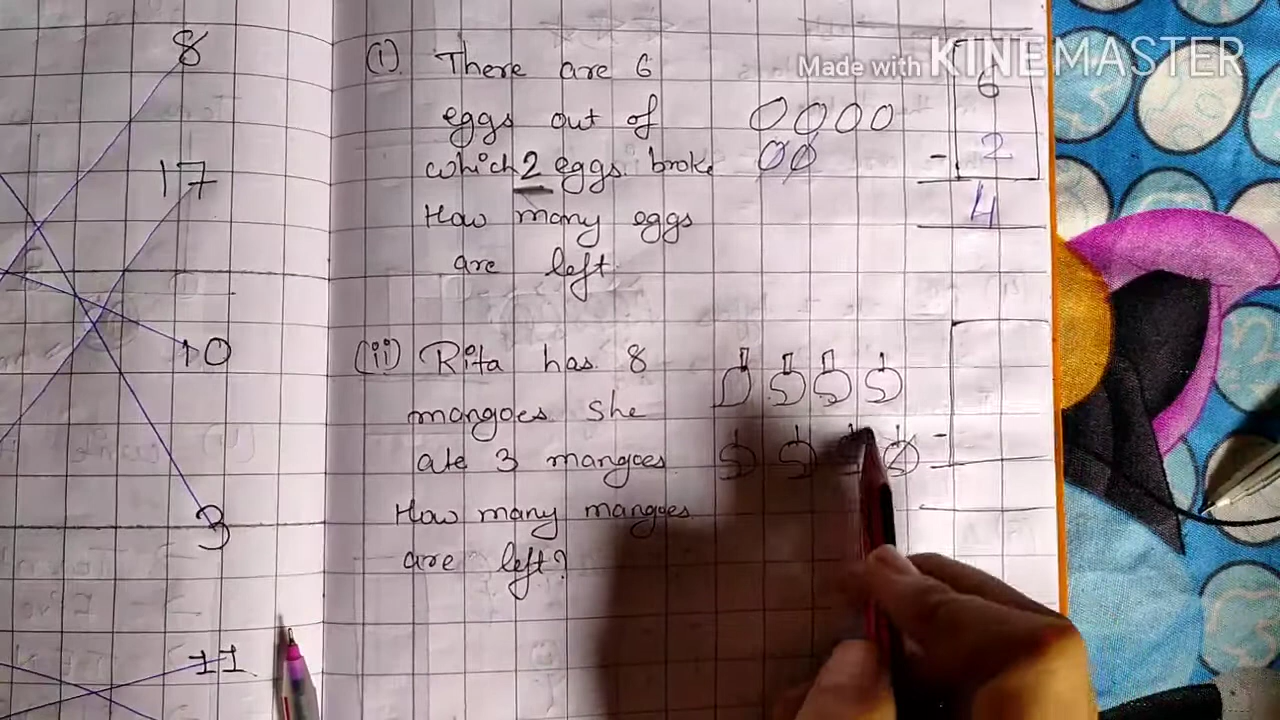 8
17
10
3
11
Made with KINEMASTER
(i) There are 6
eggs out of
which 2 eggs broke
How many eggs
are left
6
- 2
4
(ii) Rita has 8
mangoes she
ate 3 mangoes
How many mangoes
are left?
-